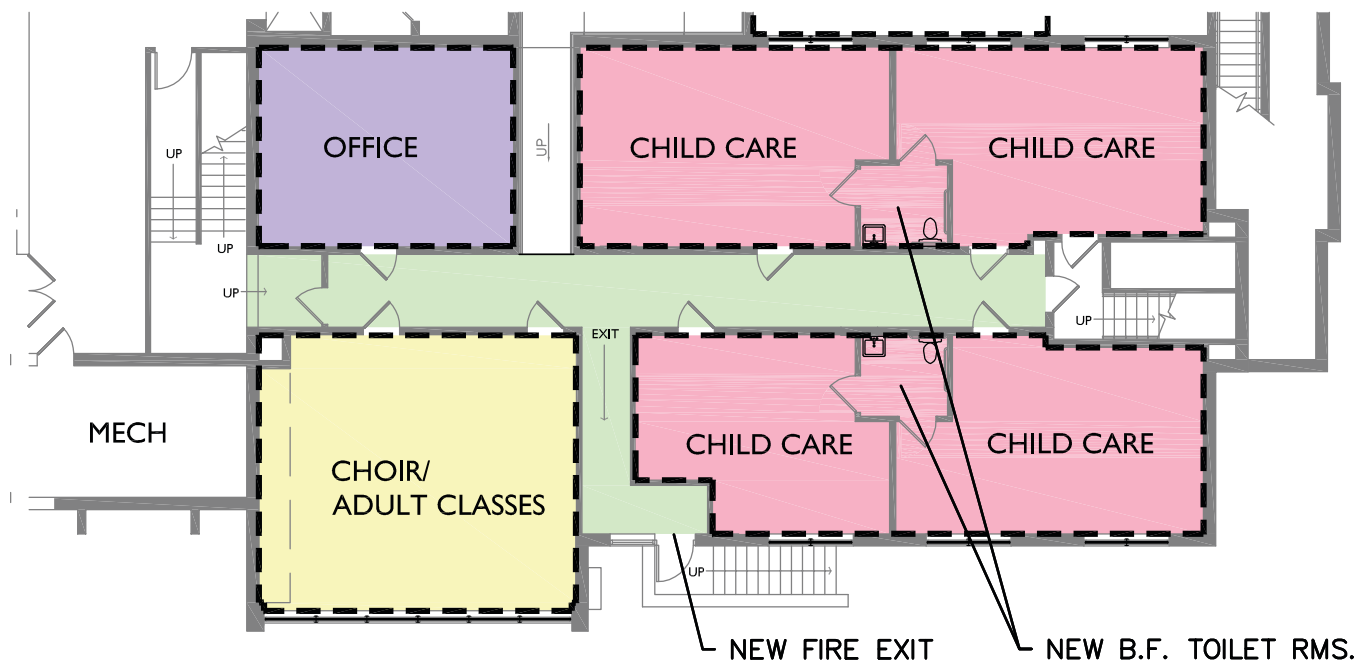 UP
UP
OFFICE
CHILD CARE
CHILD CARE
UP
UP
UP
EXIT
MECH
CHOIR/
ADULT CLASSES
CHILD CARE
CHILD CARE
UP
NEW FIRE EXIT
NEW B.F. TOILET RMS.